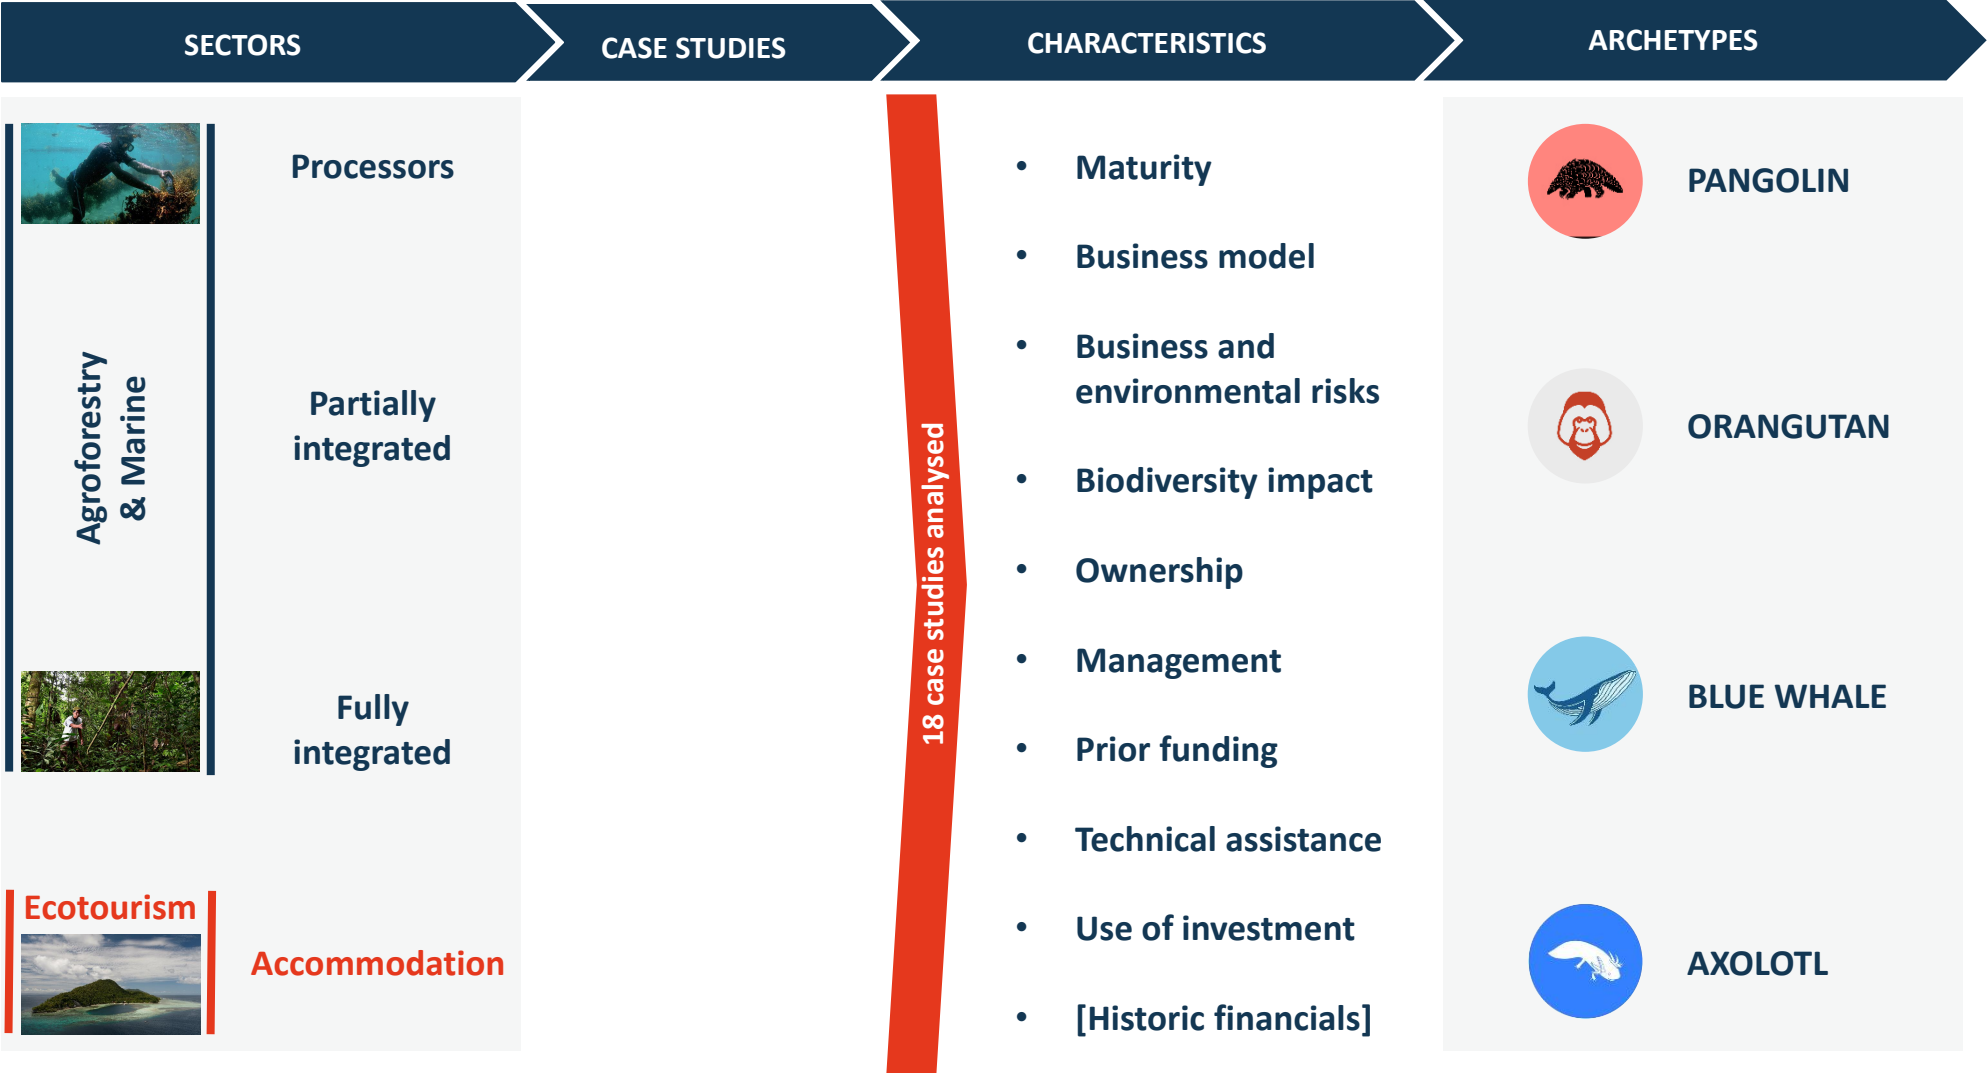 SECTORS
CASE STUDIES
CHARACTERISTICS
ARCHETYPES
Agroforestry
& Marine
Processors
Partially
integrated
Fully
integrated
Ecotourism
Accommodation
18 case studies analysed
• Maturity
• Business model
• Business and
environmental risks
• Biodiversity impact
• Ownership
• Management
• Prior funding
• Technical assistance
• Use of investment
• [Historic financials]
PANGOLIN
ORANGUTAN
BLUE WHALE
AXOLOTL